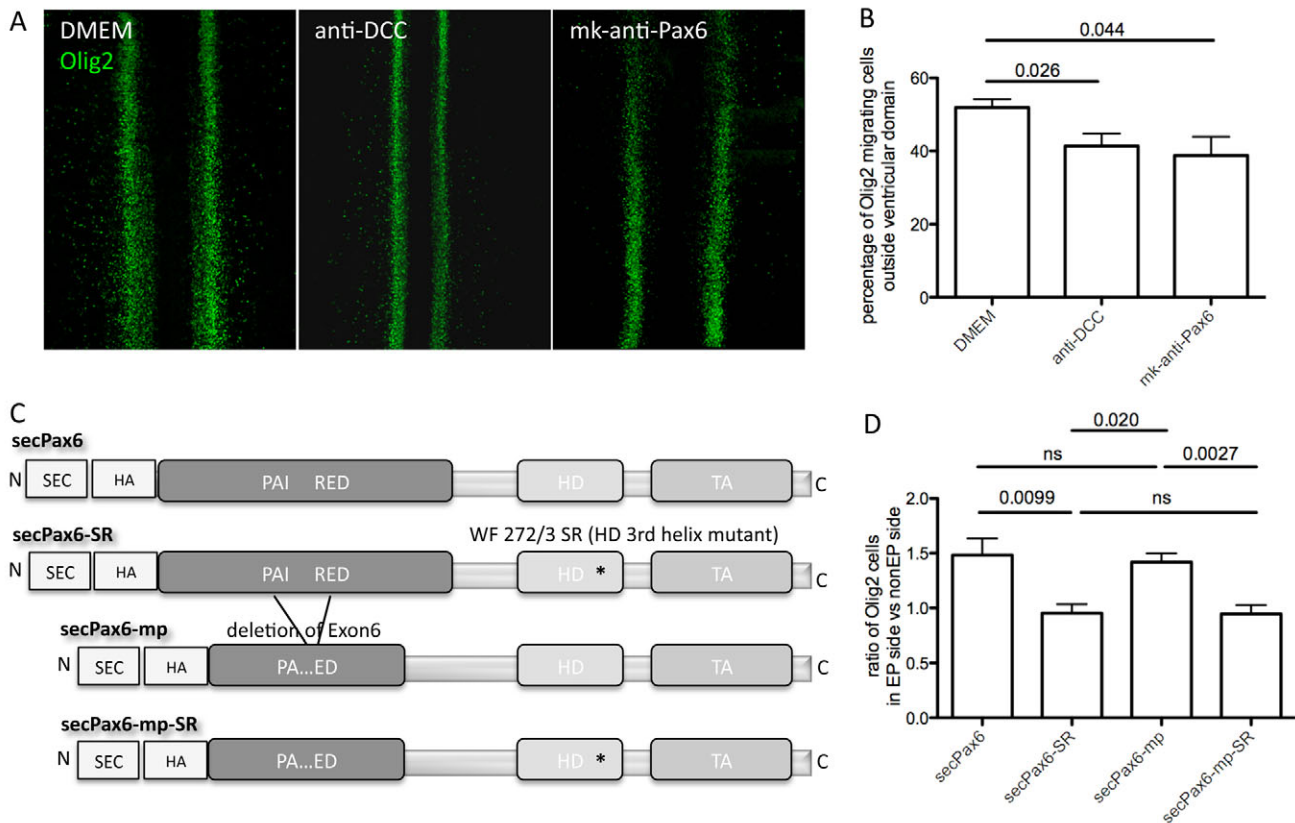 A
DMEM
Olig2
anti-DCC
mk-anti-Pax6
B
percentage of Olig2 migrating cells
outside ventricular domain
0.044
0.026
60
40
20
0
DMEM
anti-DCC
mk-anti-Pax6
C
secPax6
N SEC HA PAI RED HD TA C
secPax6-SR
WF 272/3 SR (HD 3rd helix mutant)
N SEC HA PAI RED HD * TA C
secPax6-mp
deletion of Exon6
N SEC HA PA...ED HD TA C
secPax6-mp-SR
N SEC HA PA...ED HD * TA C
D
ratio of Olig2 cells
in EP side vs nonEP side
0.020
ns
0.0027
0.0099
ns
2.0
1.5
1.0
0.5
0.0
secPax6
secPax6-SR
secPax6-mp
secPax6-mp-SR